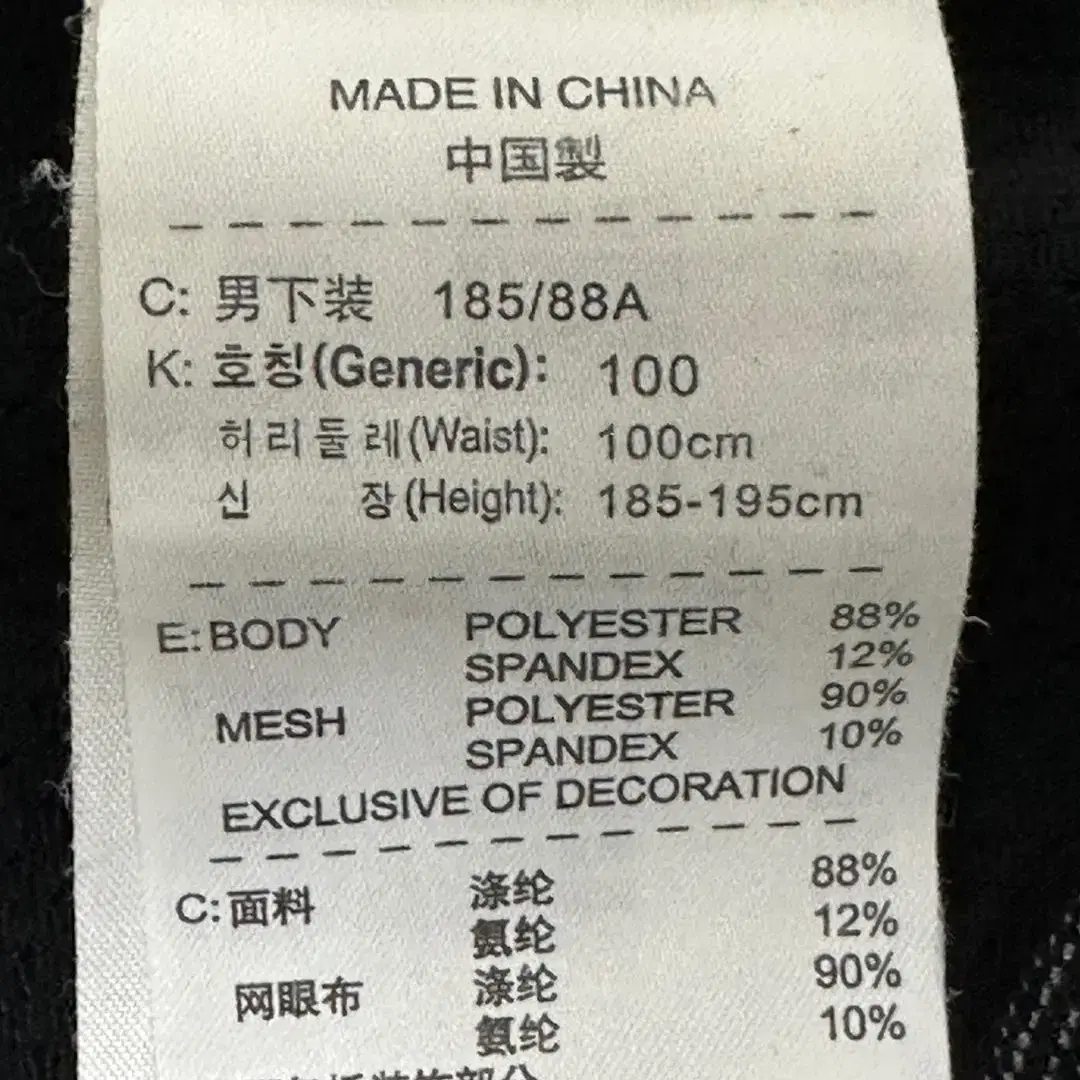 MADE IN CHINA
中国製
C: 男下装 185/88A
K: 호칭(Generic): 100
허리둘레(Waist): 100cm
신 장(Height): 185-195cm
E: BODY POLYESTER 88%
SPANDEX 12%
MESH POLYESTER 90%
SPANDEX 10%
EXCLUSIVE OF DECORATION
C: 面料 涤纶 88%
氨纶 12%
网眼布 涤纶 90%
氨纶 10%